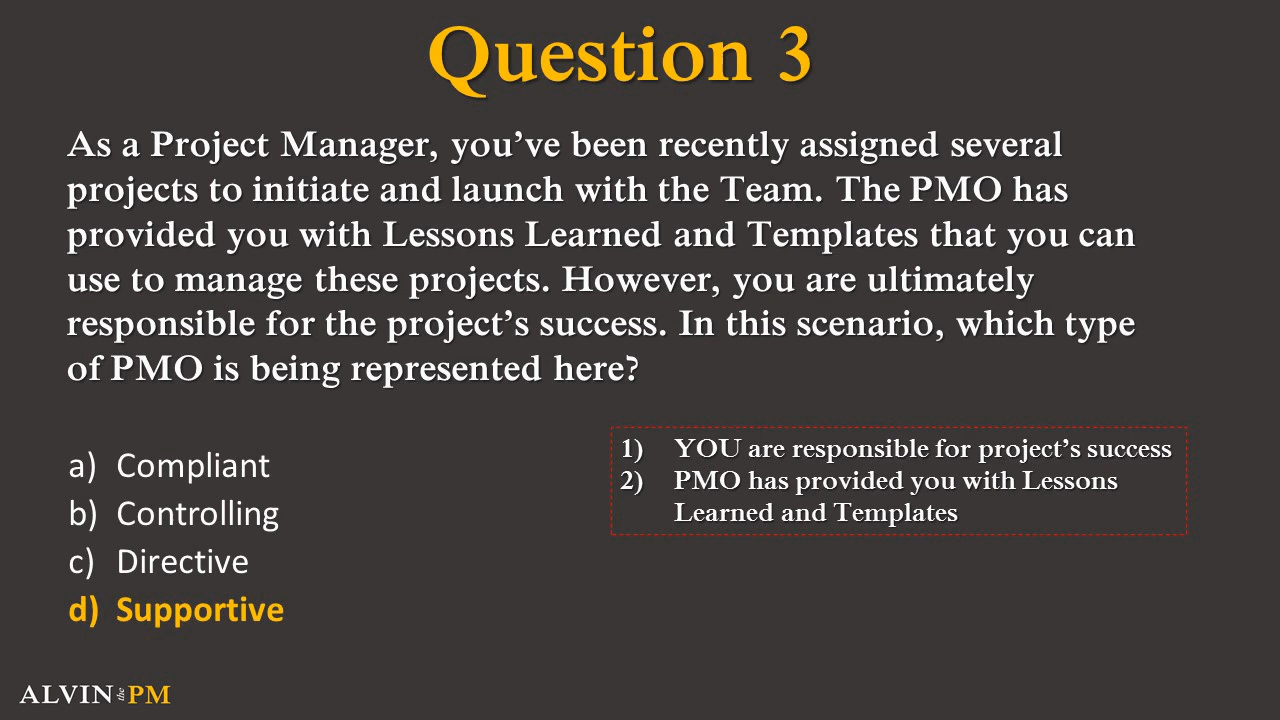 Question 3
As a Project Manager, you’ve been recently assigned several
projects to initiate and launch with the Team. The PMO has
provided you with Lessons Learned and Templates that you can
use to manage these projects. However, you are ultimately
responsible for the project’s success. In this scenario, which type
of PMO is being represented here?
a) Compliant
b) Controlling
c) Directive
d) Supportive
1) YOU are responsible for project’s success
2) PMO has provided you with Lessons
Learned and Templates
ALVIN the PM